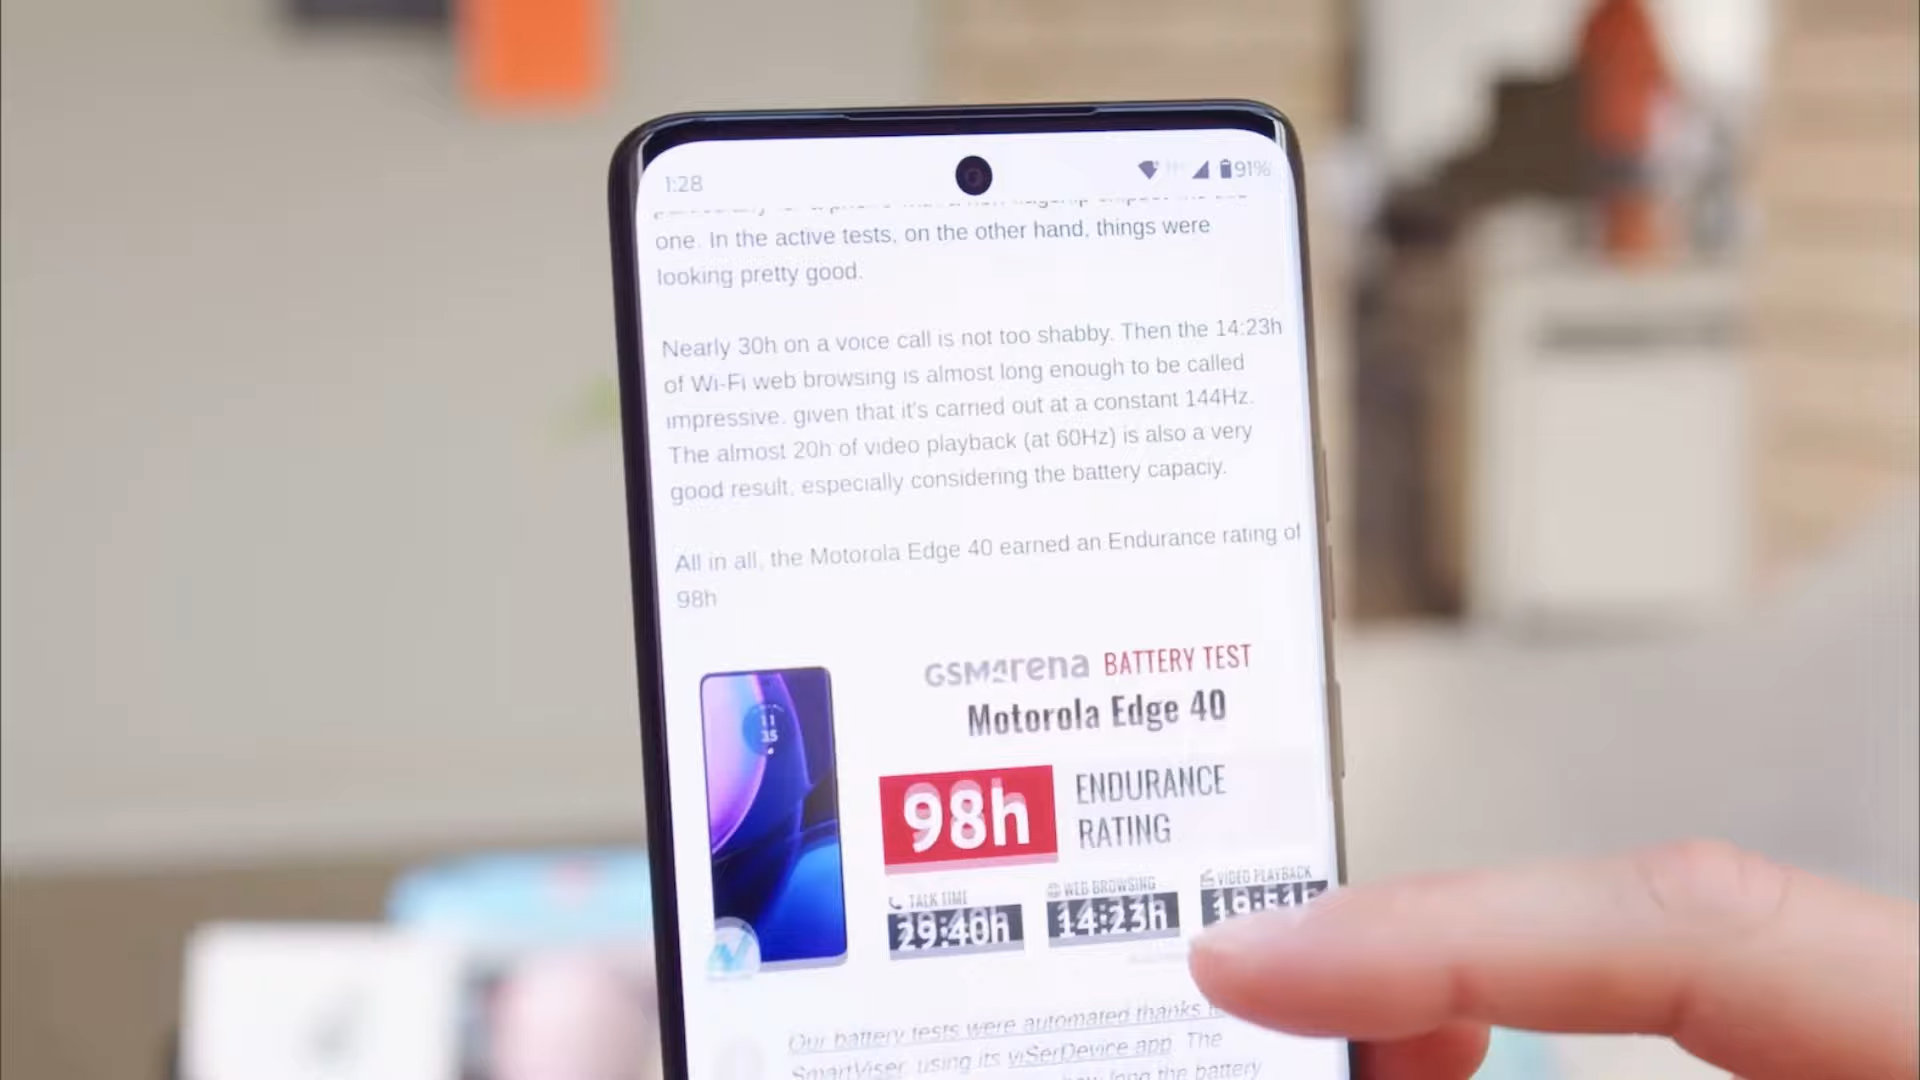 1:28
91%
one. In the active tests, on the other hand, things were
looking pretty good.
Nearly 30h on a voice call is not too shabby. Then the 14:23h
of Wi-Fi web browsing is almost long enough to be called
impressive, given that it's carried out at a constant 144Hz.
The almost 20h of video playback (at 60Hz) is also a very
good result, especially considering the battery capaciy.
All in all, the Motorola Edge 40 earned an Endurance rating of
98h
GSMArena BATTERY TEST
Motorola Edge 40
98h
ENDURANCE
RATING
TALK TIME
29:40h
WEB BROWSING
14:23h
VIDEO PLAYBACK
11
35
Our battery tests were automated thanks
SmartViser, using its viSerDevice app. The
long the battery